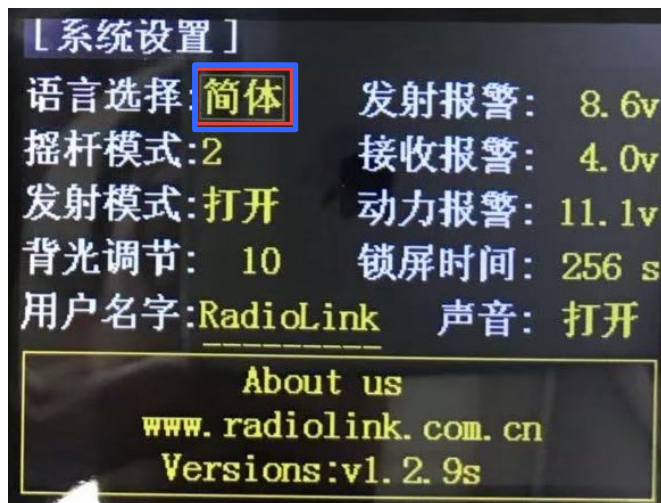 [系统设置]
语言选择:简体 发射报警: 8.6v
摇杆模式:2 接收报警: 4.0v
发射模式:打开 动力报警: 11.1v
背光调节: 10 锁屏时间: 256 s
用户名字:RadioLink 声音: 打开
About us
www.radiolink.com.cn
Versions:v1.2.9s